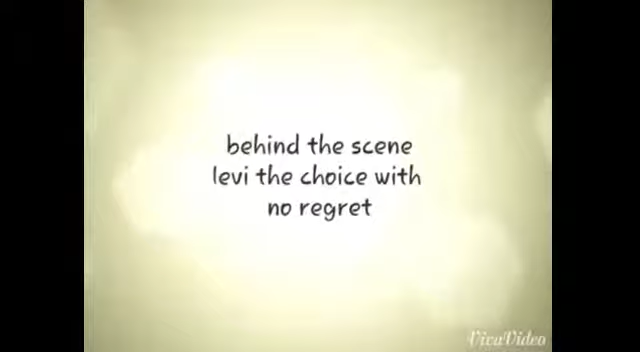 behind the scene
levi the choice with
no regret
VivaVideo